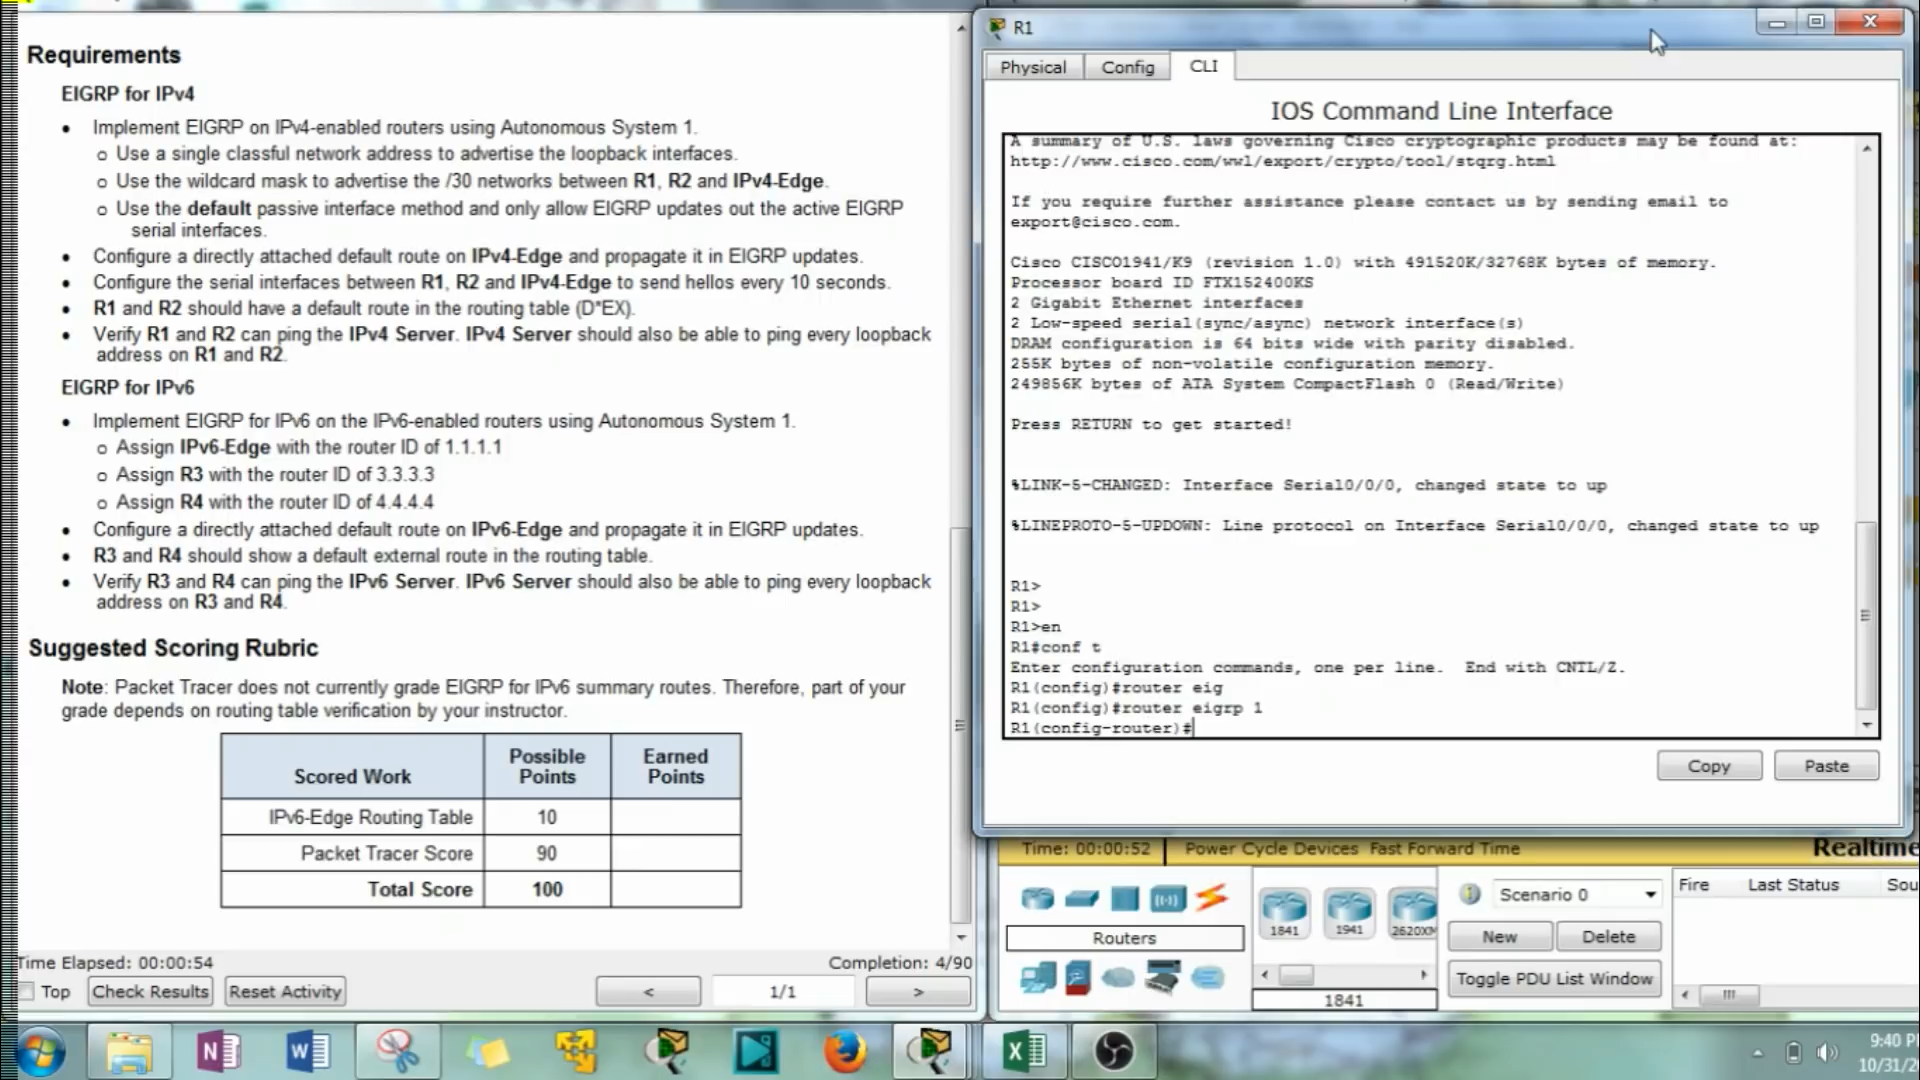 Requirements
EIGRP for IPv4
• Implement EIGRP on IPv4-enabled routers using Autonomous System 1.
o Use a single classful network address to advertise the loopback interfaces.
o Use the wildcard mask to advertise the /30 networks between R1, R2 and IPv4-Edge.
o Use the default passive interface method and only allow EIGRP updates out the active EIGRP
serial interfaces.
• Configure a directly attached default route on IPv4-Edge and propagate it in EIGRP updates.
• Configure the serial interfaces between R1, R2 and IPv4-Edge to send hellos every 10 seconds.
• R1 and R2 should have a default route in the routing table (D*EX).
• Verify R1 and R2 can ping the IPv4 Server. IPv4 Server should also be able to ping every loopback
address on R1 and R2.
EIGRP for IPv6
• Implement EIGRP for IPv6 on the IPv6-enabled routers using Autonomous System 1.
o Assign IPv6-Edge with the router ID of 1.1.1.1
o Assign R3 with the router ID of 3.3.3.3
o Assign R4 with the router ID of 4.4.4.4
• Configure a directly attached default route on IPv6-Edge and propagate it in EIGRP updates.
• R3 and R4 should show a default external route in the routing table.
• Verify R3 and R4 can ping the IPv6 Server. IPv6 Server should also be able to ping every loopback
address on R3 and R4.
Suggested Scoring Rubric
Note: Packet Tracer does not currently grade EIGRP for IPv6 summary routes. Therefore, part of your
grade depends on routing table verification by your instructor.
Scored Work Possible Points Earned Points
IPv6-Edge Routing Table 10
Packet Tracer Score 90
Total Score 100
Time Elapsed: 00:00:54 Completion: 4/90
Top Check Results Reset Activity < 1/1 >
R1
Physical Config CLI
IOS Command Line Interface
A summary of U.S. laws governing Cisco cryptographic products may be found at:
http://www.cisco.com/wwl/export/crypto/tool/stqrg.html
If you require further assistance please contact us by sending email to
export@cisco.com.
Cisco CISCO1941/K9 (revision 1.0) with 491520K/32768K bytes of memory.
Processor board ID FTX152400KS
2 Gigabit Ethernet interfaces
2 Low-speed serial(sync/async) network interface(s)
DRAM configuration is 64 bits wide with parity disabled.
255K bytes of non-volatile configuration memory.
249856K bytes of ATA System CompactFlash 0 (Read/Write)
Press RETURN to get started!
%LINK-5-CHANGED: Interface Serial0/0/0, changed state to up
%LINEPROTO-5-UPDOWN: Line protocol on Interface Serial0/0/0, changed state to up
R1>
R1>
R1>en
R1#conf t
Enter configuration commands, one per line. End with CNTL/Z.
R1(config)#router eig
R1(config)#router eigrp 1
R1(config-router)#
Copy Paste
Time: 00:00:52 Power Cycle Devices Fast Forward Time Realtime
Scenario 0
Fire Last Status Sou
1841 1941 2620XM
Routers
New Delete
Toggle PDU List Window
1841
9:40 P
10/31/2